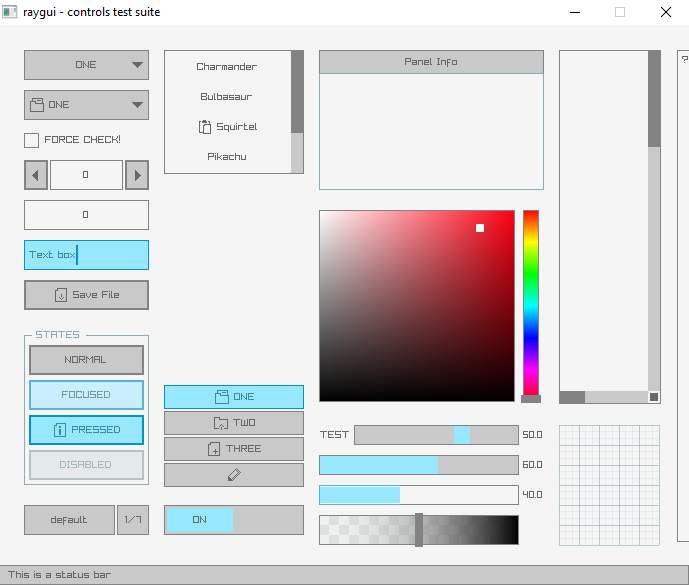 raygui - controls test suite
ONE
ONE
FORCE CHECK!
0
0
Text box
Save File
STATES
NORMAL
FOCUSED
PRESSED
DISABLED
default
1/7
Charmander
Bulbasaur
Squirtel
Pikachu
ONE
TWO
THREE
ON
Panel Info
TEST
50.0
60.0
40.0
?
This is a status bar